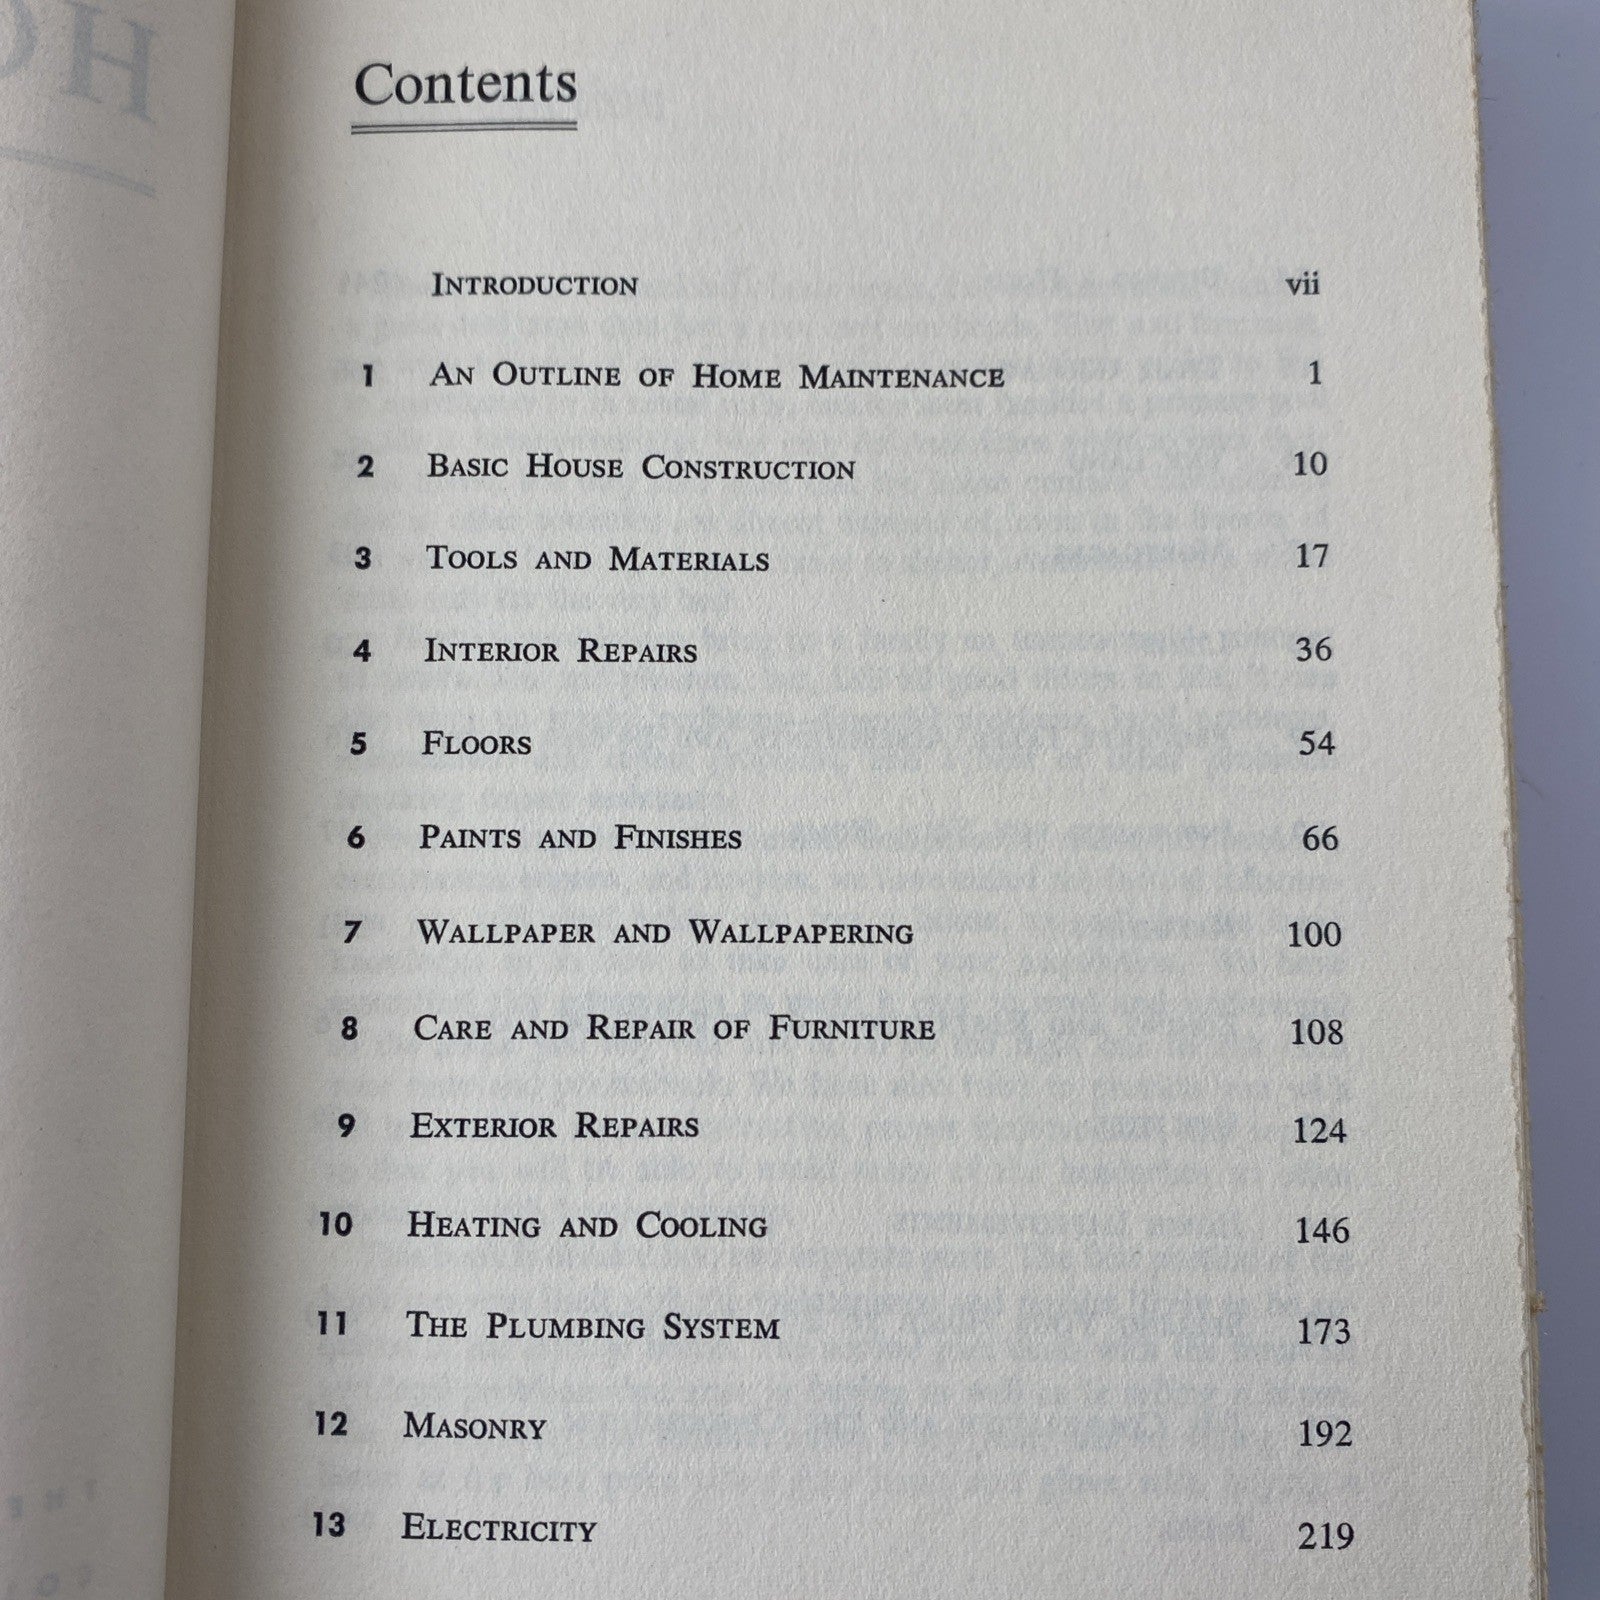 Contents
INTRODUCTION vii
1 AN OUTLINE OF HOME MAINTENANCE 1
2 BASIC HOUSE CONSTRUCTION 10
3 TOOLS AND MATERIALS 17
4 INTERIOR REPAIRS 36
5 FLOORS 54
6 PAINTS AND FINISHES 66
7 WALLPAPER AND WALLPAPERING 100
8 CARE AND REPAIR OF FURNITURE 108
9 EXTERIOR REPAIRS 124
10 HEATING AND COOLING 146
11 THE PLUMBING SYSTEM 173
12 MASONRY 192
13 ELECTRICITY 219